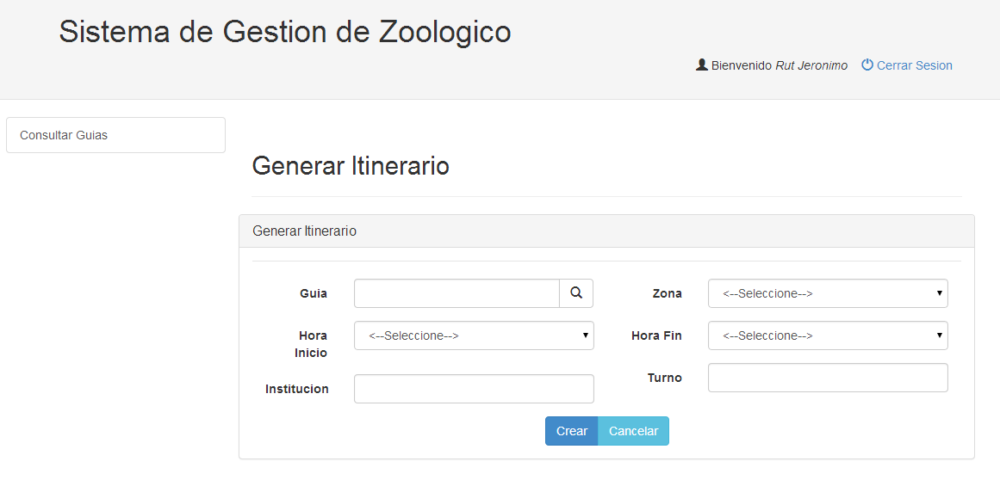 Sistema de Gestion de Zoologico
Bienvenido Rut Jeronimo Cerrar Sesion
Consultar Guias
Generar Itinerario
Generar Itinerario
Guia
Zona <--Seleccione-->
Hora Inicio <--Seleccione-->
Hora Fin <--Seleccione-->
Institucion
Turno
Crear Cancelar